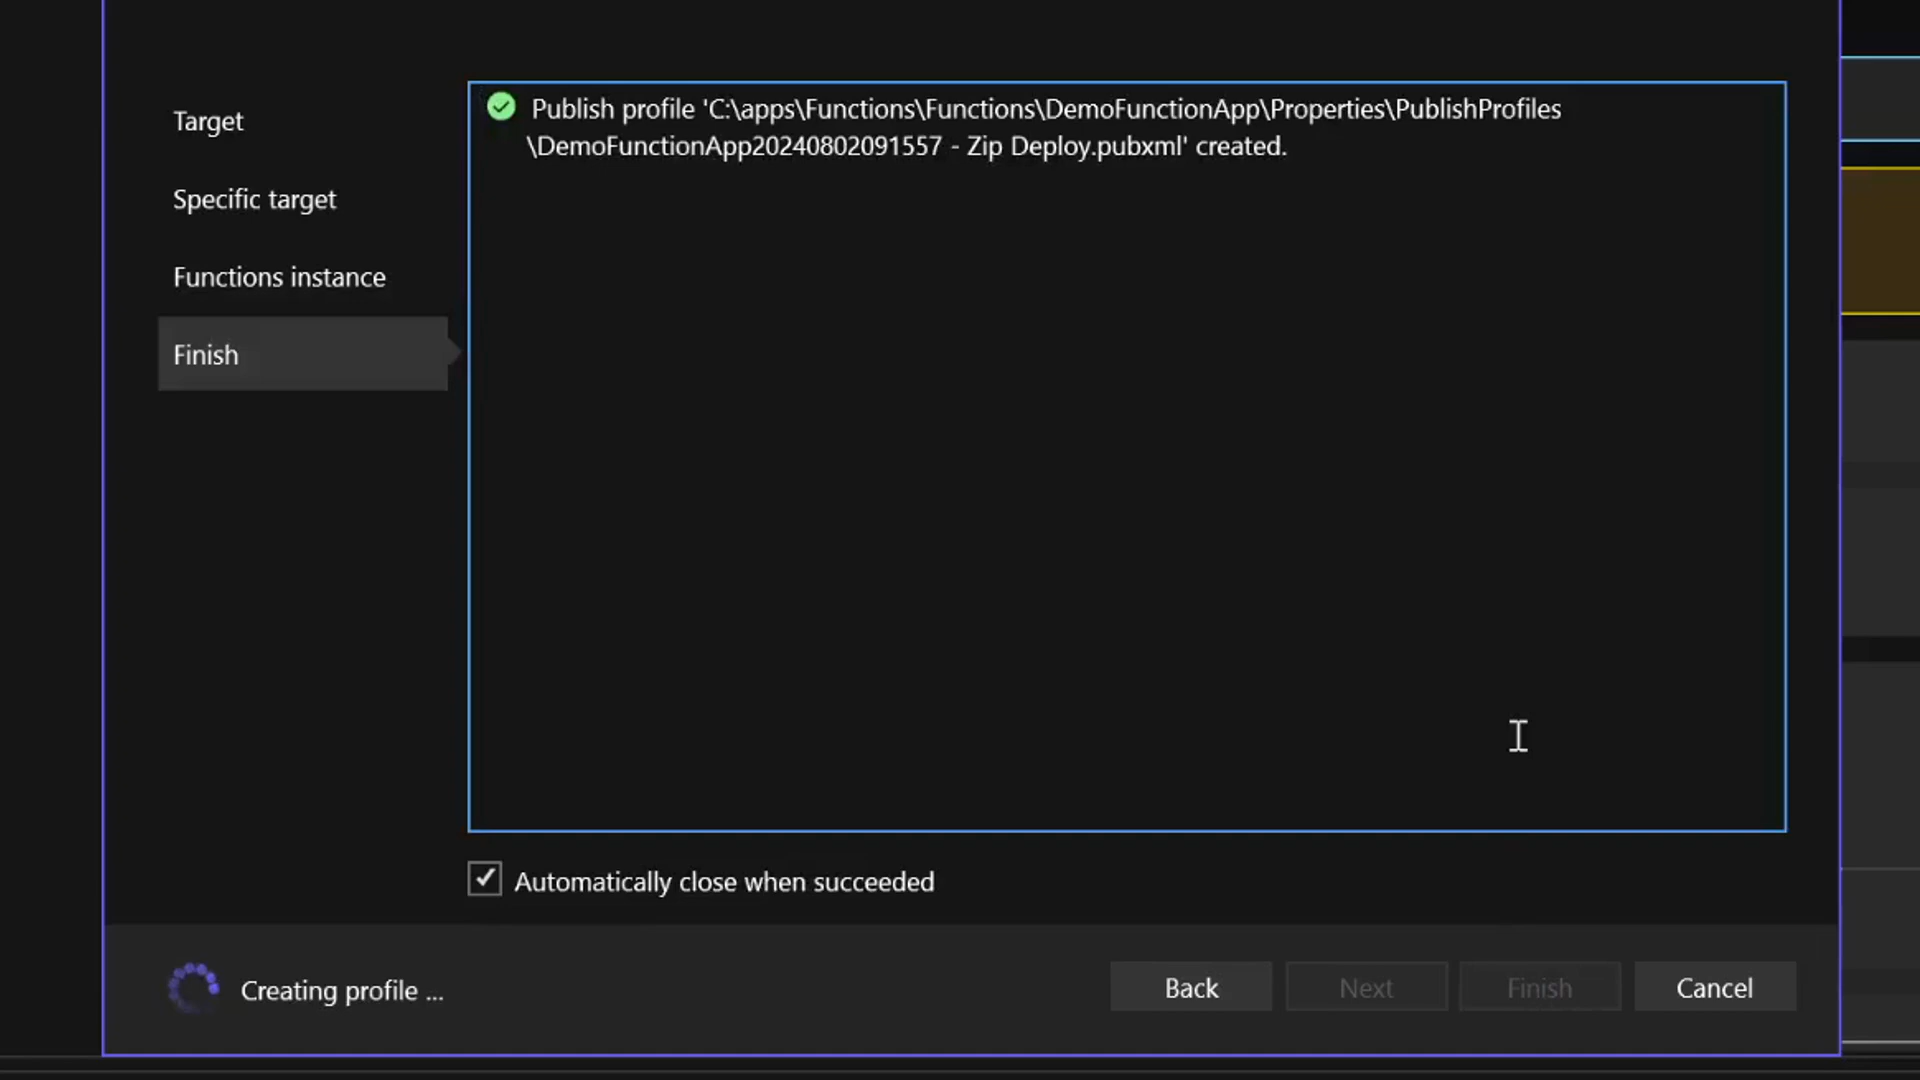 Target
Specific target
Functions instance
Finish
Publish profile 'C:\apps\Functions\Functions\DemoFunctionApp\Properties\PublishProfiles
\DemoFunctionApp20240802091557 - Zip Deploy.pubxml' created.
Automatically close when succeeded
Creating profile ...
Back
Next
Finish
Cancel